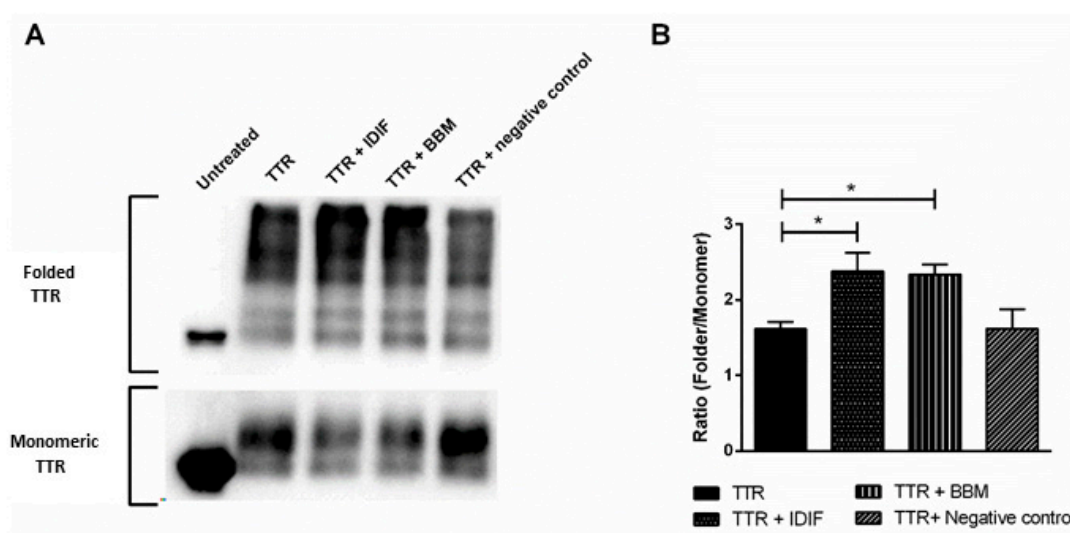 A
Untreated
TTR
TTR + IDIF
TTR + BBM
TTR + negative control
Folded
TTR
Monomeric
TTR
B
*
*
Ratio (Folder/Monomer)
3
2
1
0
TTR
TTR + BBM
TTR + IDIF
TTR+ Negative contro